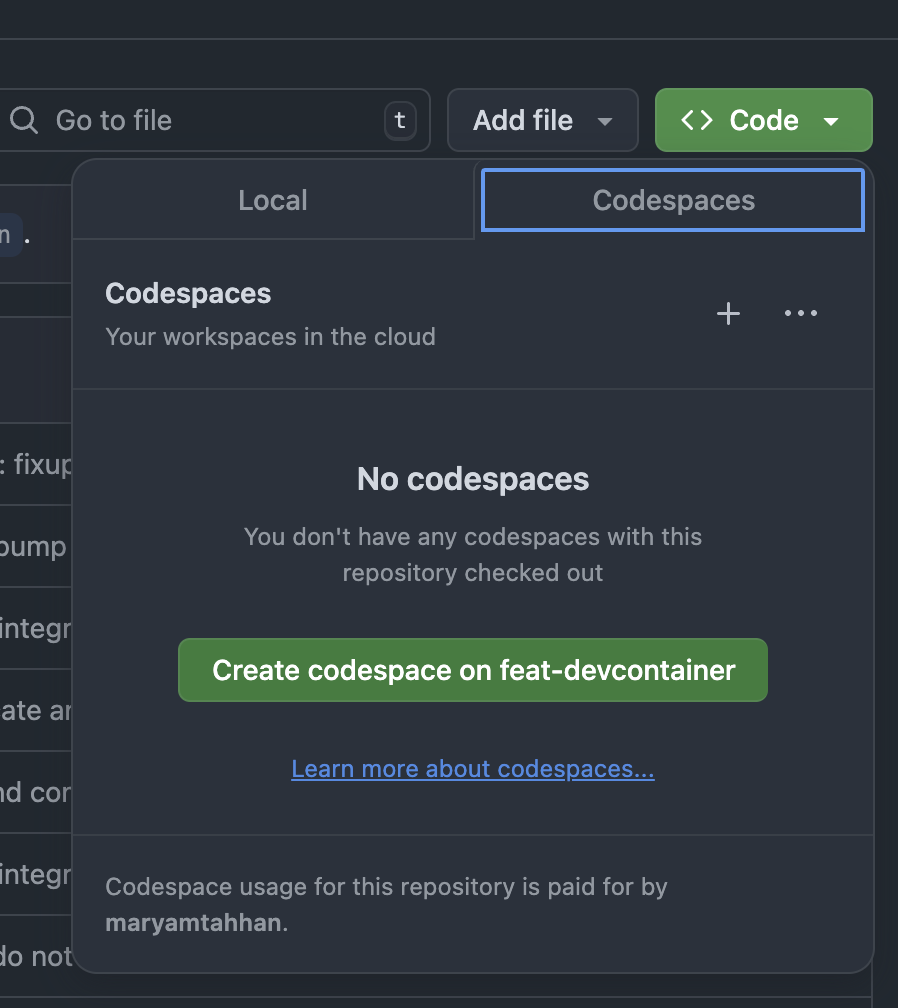 Go to file
t
Add file
Code
Local
Codespaces
n .
Codespaces
Your workspaces in the cloud
: fixup
No codespaces
You don't have any codespaces with this
repository checked out
bump
integr
Create codespace on feat-devcontainer
ate ar
Learn more about codespaces...
nd cor
Codespace usage for this repository is paid for by
integr
maryamtahhan.
do not